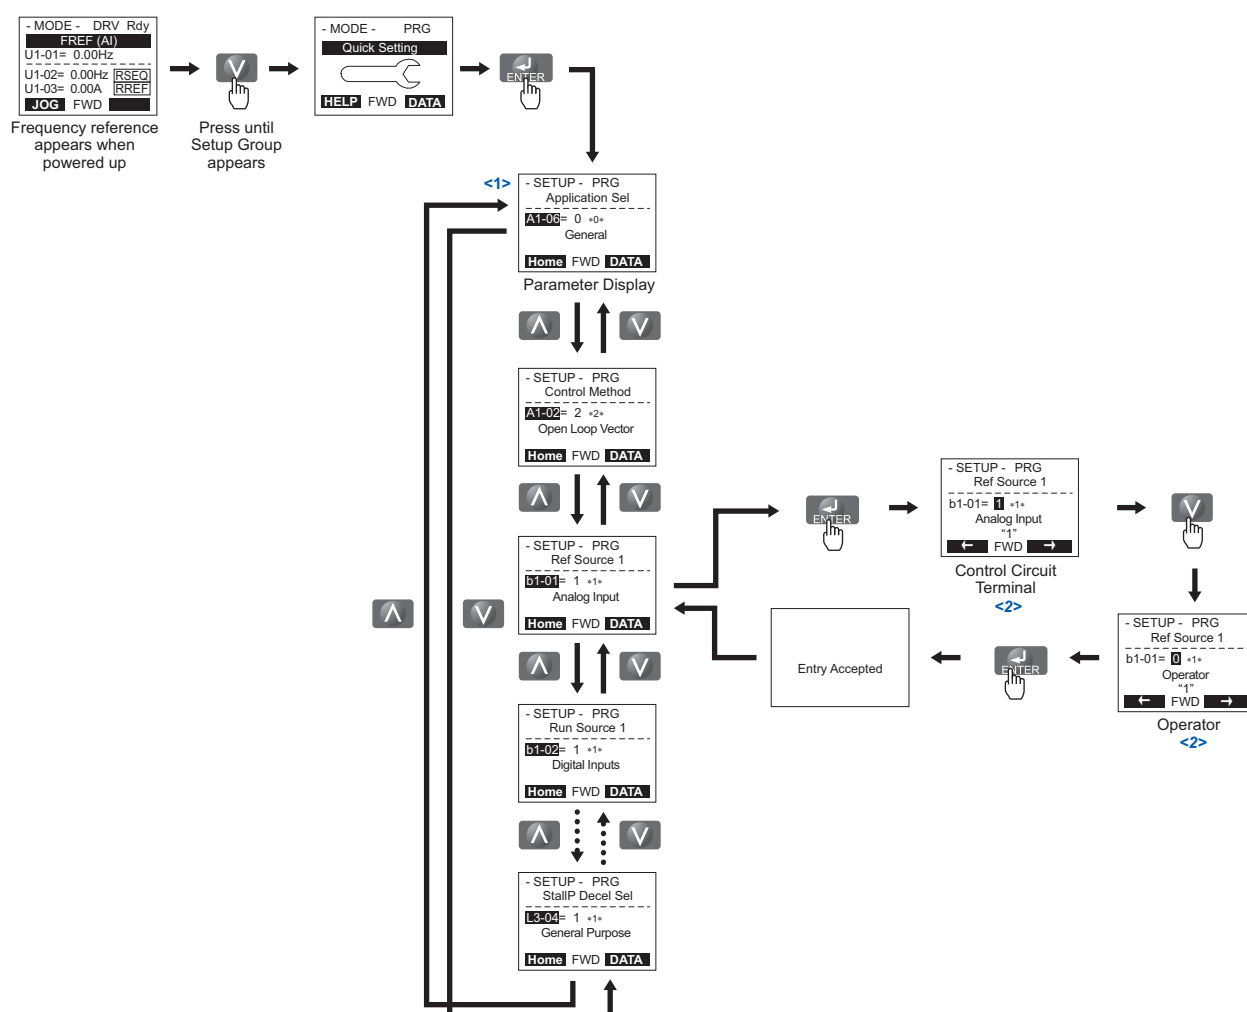 - MODE - DRV Rdy
FREF (AI)
U1-01= 0.00Hz
U1-02= 0.00Hz RSEQ
U1-03= 0.00A RREF
JOG FWD
Frequency reference
appears when
powered up
Press until
Setup Group
appears
- MODE - PRG
Quick Setting
HELP FWD DATA
ENTER
<1>
- SETUP - PRG
Application Sel
A1-06= 0 *0*
General
Home FWD DATA
Parameter Display
- SETUP - PRG
Control Method
A1-02= 2 *2*
Open Loop Vector
Home FWD DATA
- SETUP - PRG
Ref Source 1
b1-01= 1 *1*
Analog Input
Home FWD DATA
ENTER
- SETUP - PRG
Ref Source 1
b1-01= 1 *1*
Analog Input
“1”
← FWD →
Control Circuit
Terminal
<2>
- SETUP - PRG
Ref Source 1
b1-01= 0 *1*
Operator
“1”
← FWD →
Operator
<2>
ENTER
Entry Accepted
- SETUP - PRG
Run Source 1
b1-02= 1 *1*
Digital Inputs
Home FWD DATA
- SETUP - PRG
StallP Decel Sel
L3-04= 1 *1*
General Purpose
Home FWD DATA